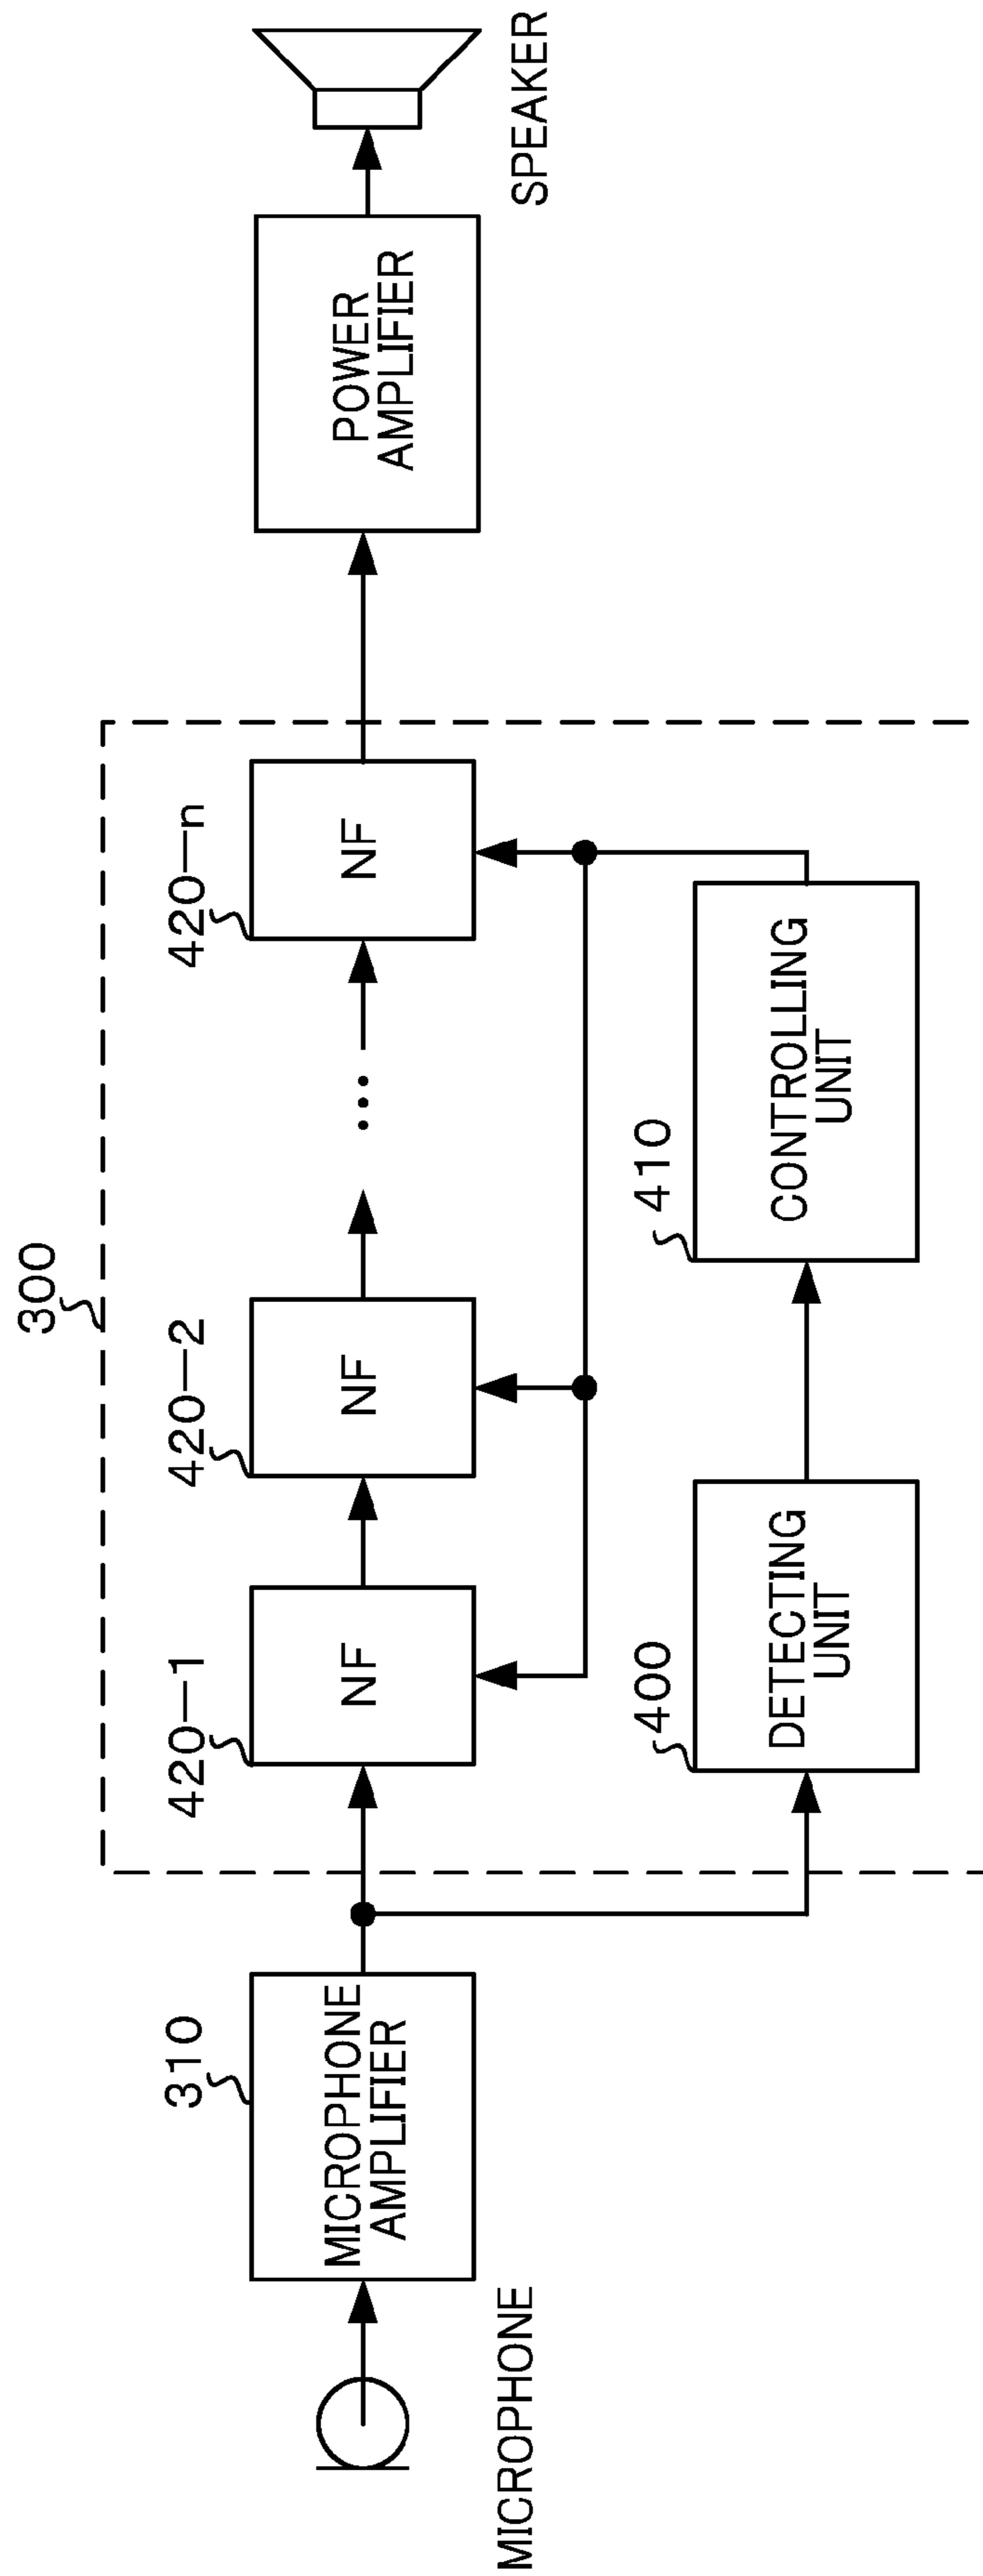 300
310
420—1
420—2
420—n
MICROPHONE
AMPLIFIER
NF
NF
...
NF
POWER
AMPLIFIER
MICROPHONE
SPEAKER
400
410
DETECTING
UNIT
CONTROLLING
UNIT